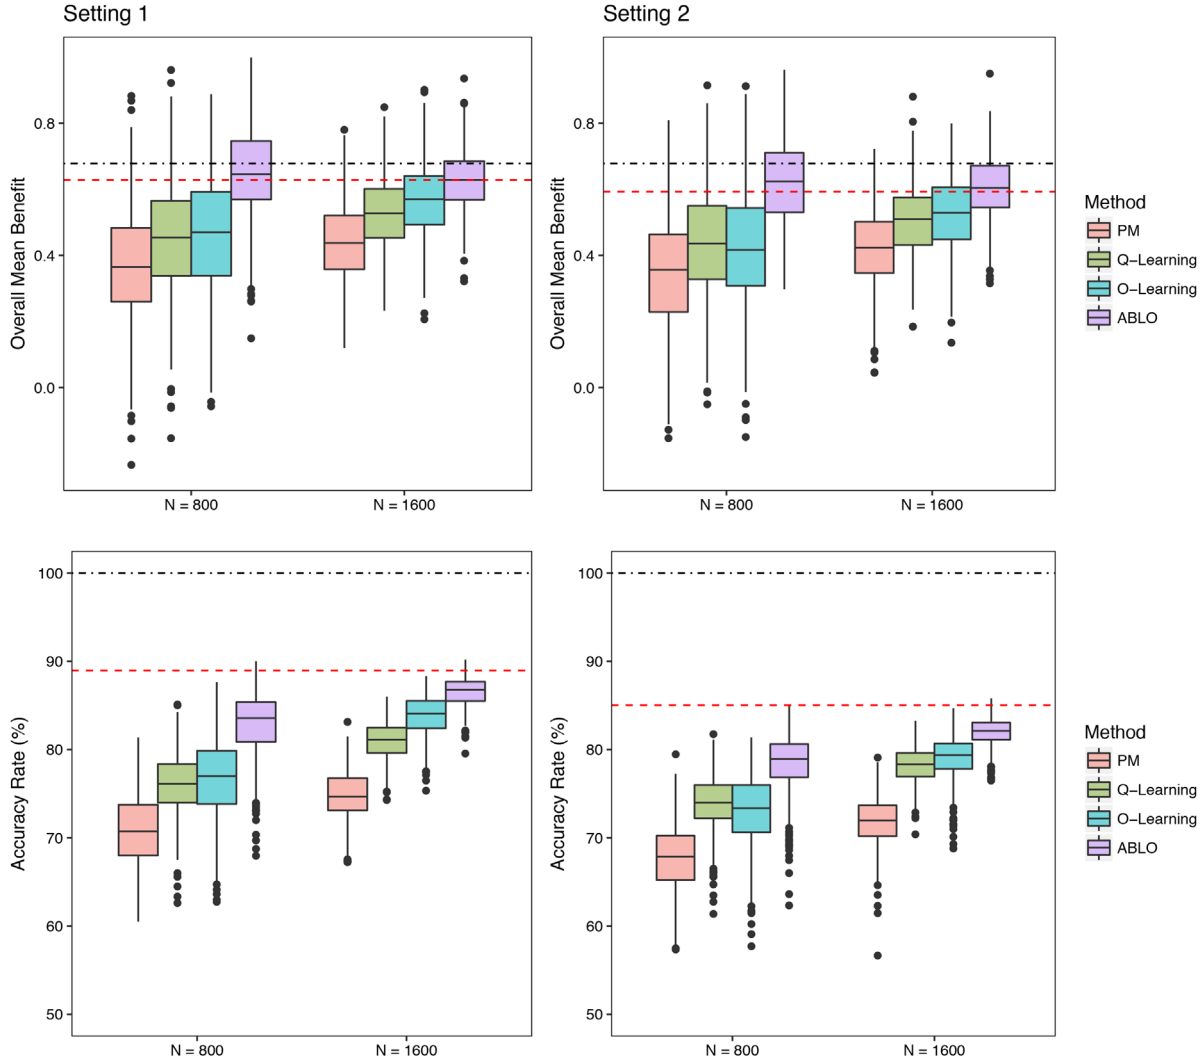 Setting 1
Setting 2
Overall Mean Benefit
0.8
0.4
0.0
N = 800
N = 1600
Overall Mean Benefit
0.8
0.4
0.0
N = 800
N = 1600
Method
PM
Q−Learning
O−Learning
ABLO
Accuracy Rate (%)
100
90
80
70
60
50
N = 800
N = 1600
Accuracy Rate (%)
100
90
80
70
60
50
N = 800
N = 1600
Method
PM
Q−Learning
O−Learning
ABLO